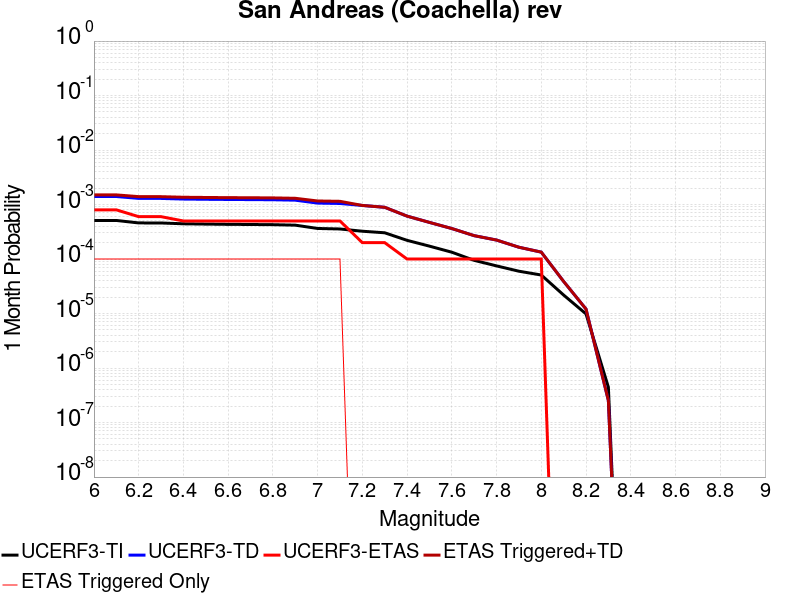 San Andreas (Coachella) rev
10 0
10 -1
10 -2
10 -3
10 -4
10 -5
10 -6
10 -7
10 -8
1 Month Probability
6 6.2 6.4 6.6 6.8 7 7.2 7.4 7.6 7.8 8 8.2 8.4 8.6 8.8 9
Magnitude
UCERF3-TI UCERF3-TD UCERF3-ETAS ETAS Triggered+TD
ETAS Triggered Only